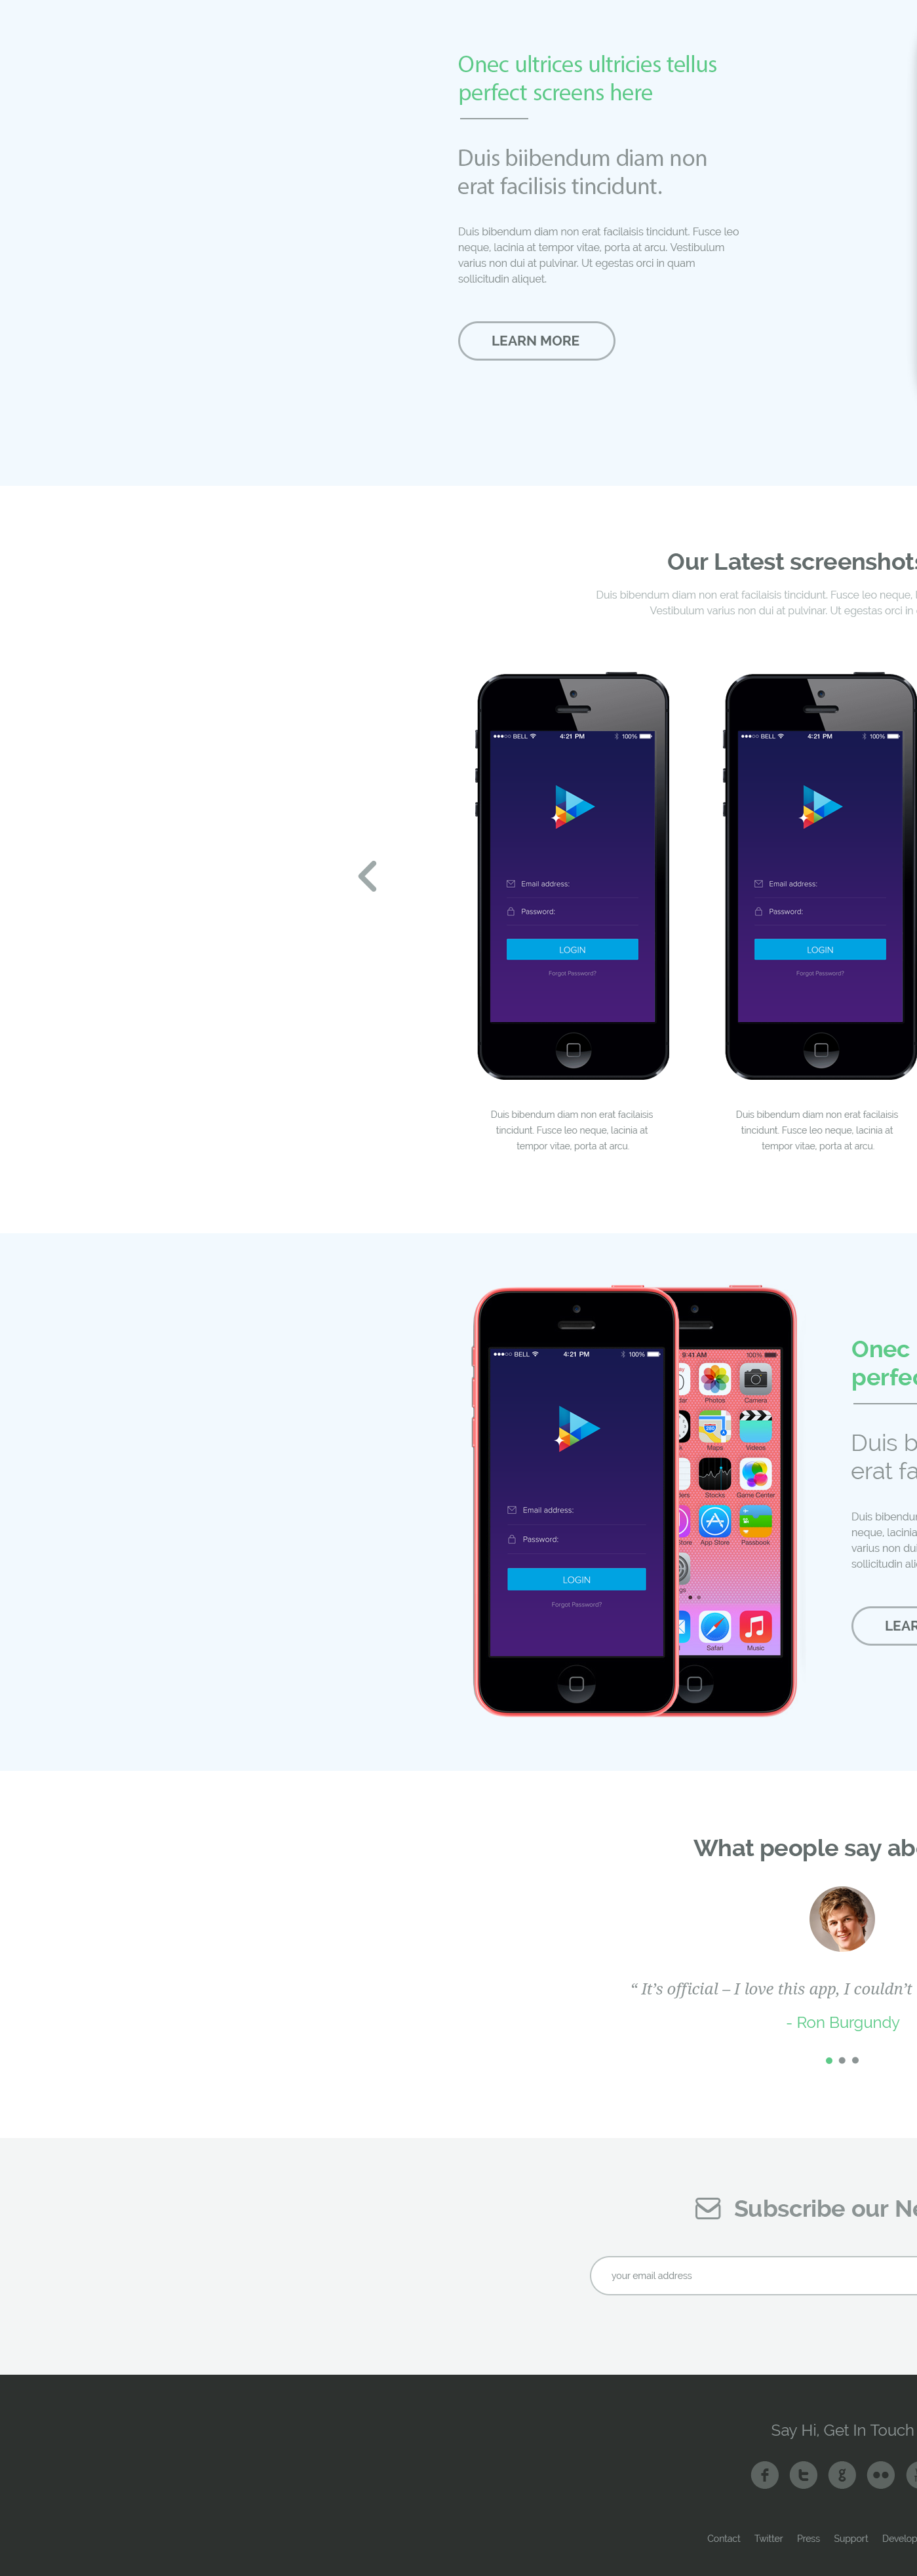 Onec ultrices ultricies tellus
perfect screens here
Duis biibendum diam non
erat facilisis tincidunt.
Duis bibendum diam non erat facilaisis tincidunt. Fusce leo
neque, lacinia at tempor vitae, porta at arcu. Vestibulum
varius non dui at pulvinar. Ut egestas orci in quam
sollicitudin aliquet.
LEARN MORE
Our Latest screenshots
Duis bibendum diam non erat facilaisis tincidunt. Fusce leo neque,
Vestibulum varius non dui at pulvinar. Ut egestas orci in
BELL 4:21 PM 100%
Email address:
Password:
LOGIN
Forgot Password?
BELL 4:21 PM 100%
Email address:
Password:
LOGIN
Forgot Password?
Duis bibendum diam non erat facilaisis
tincidunt. Fusce leo neque, lacinia at
tempor vitae, porta at arcu.
Duis bibendum diam non erat facilaisis
tincidunt. Fusce leo neque, lacinia at
tempor vitae, porta at arcu.
BELL 4:21 PM 100%
Email address:
Password:
LOGIN
Forgot Password?
9:41 AM 100%
Photos Camera
Maps Videos
Stocks Game Center
Store App Store Passbook
Safari Music
Onec
perfec
Duis b
erat fa
Duis bibendu
neque, lacinia
varius non dui
sollicitudin ali
LEAR
What people say ab
“ It’s official – I love this app, I couldn’t
- Ron Burgundy
Subscribe our Ne
your email address
Say Hi, Get In Touch
Contact Twitter Press Support Develop